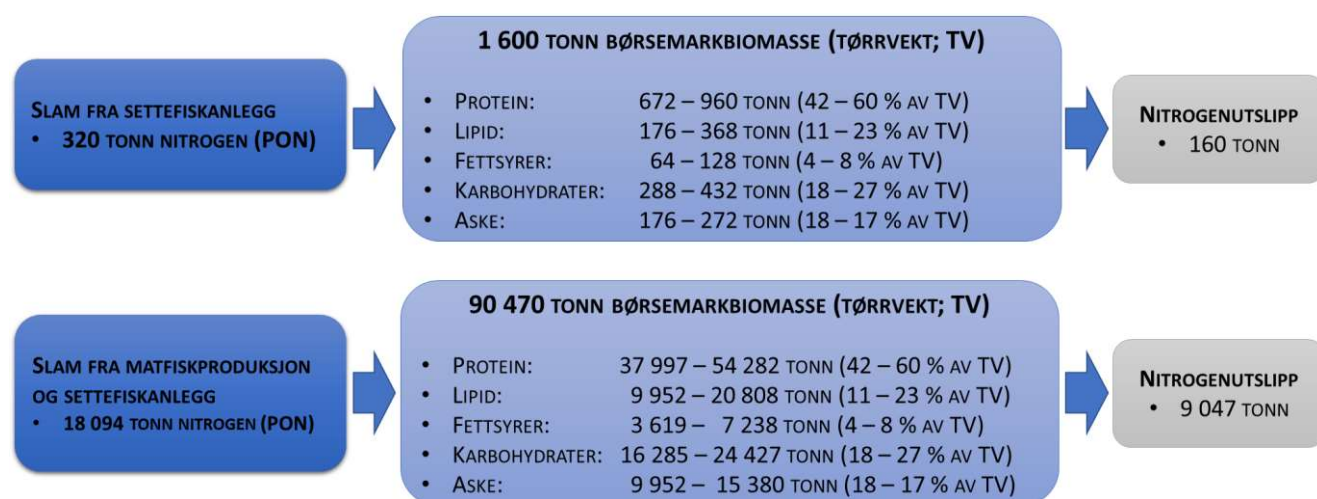 1 600 TONN BØRSEMARKBIOMASSE (TØRRVEKT; TV)
SLAM FRA SETTEFISKANLEGG
• 320 TONN NITROGEN (PON)
• PROTEIN: 672 – 960 TONN (42 – 60 % AV TV)
• LIPID: 176 – 368 TONN (11 – 23 % AV TV)
• FETTSYRER: 64 – 128 TONN (4 – 8 % AV TV)
• KARBOHYDRATER: 288 – 432 TONN (18 – 27 % AV TV)
• ASKE: 176 – 272 TONN (18 – 17 % AV TV)
NITROGENUTSLIPP
• 160 TONN
90 470 TONN BØRSEMARKBIOMASSE (TØRRVEKT; TV)
SLAM FRA MATFISKPRODUKSJON
OG SETTEFISKANLEGG
• 18 094 TONN NITROGEN (PON)
• PROTEIN: 37 997 – 54 282 TONN (42 – 60 % AV TV)
• LIPID: 9 952 – 20 808 TONN (11 – 23 % AV TV)
• FETTSYRER: 3 619 – 7 238 TONN (4 – 8 % AV TV)
• KARBOHYDRATER: 16 285 – 24 427 TONN (18 – 27 % AV TV)
• ASKE: 9 952 – 15 380 TONN (18 – 17 % AV TV)
NITROGENUTSLIPP
• 9 047 TONN